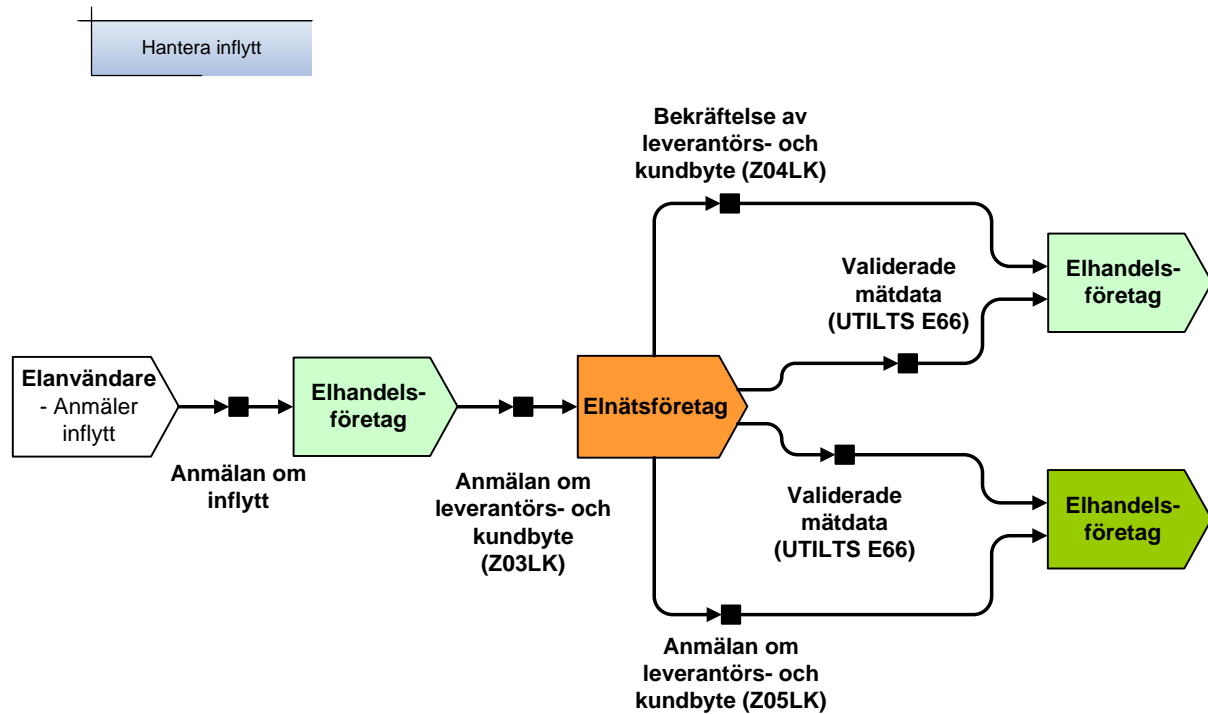 Hantera inflytt
Bekräftelse av
leverantörs- och
kundbyte (Z04LK)
Validerade
mätdata
(UTILTS E66)
Elhandels-
företag
Elanvändare
- Anmäler
inflytt
Anmälan om
inflytt
Elhandels-
företag
Anmälan om
leverantörs- och
kundbyte
(Z03LK)
Elnätsföretag
Validerade
mätdata
(UTILTS E66)
Elhandels-
företag
Anmälan om
leverantörs- och
kundbyte (Z05LK)